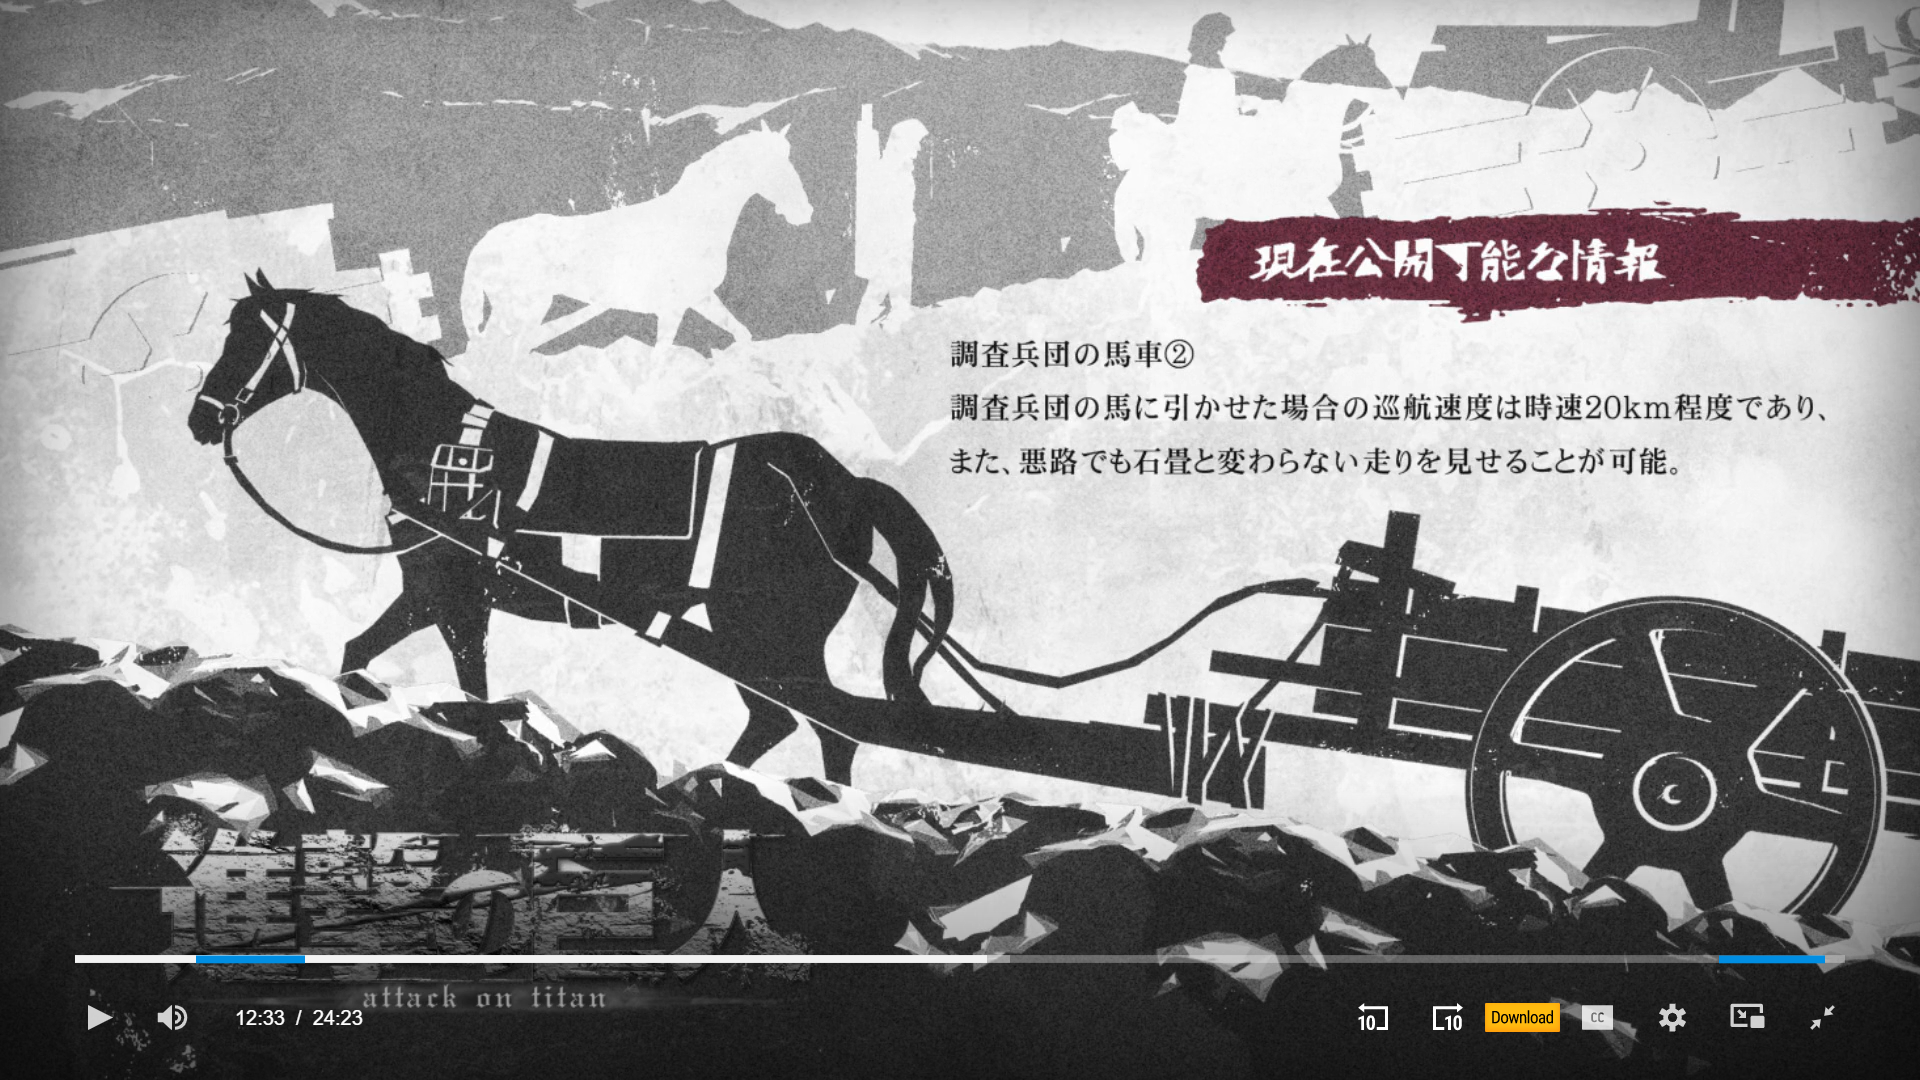 現在公開可能な情報
調査兵団の馬車②
調査兵団の馬に引かせた場合の巡航速度は時速20km程度であり、
また、悪路でも石畳と変わらない走りを見せることが可能。
進撃の巨人
attack on titan
12:33 / 24:23
10
10
Download
CC